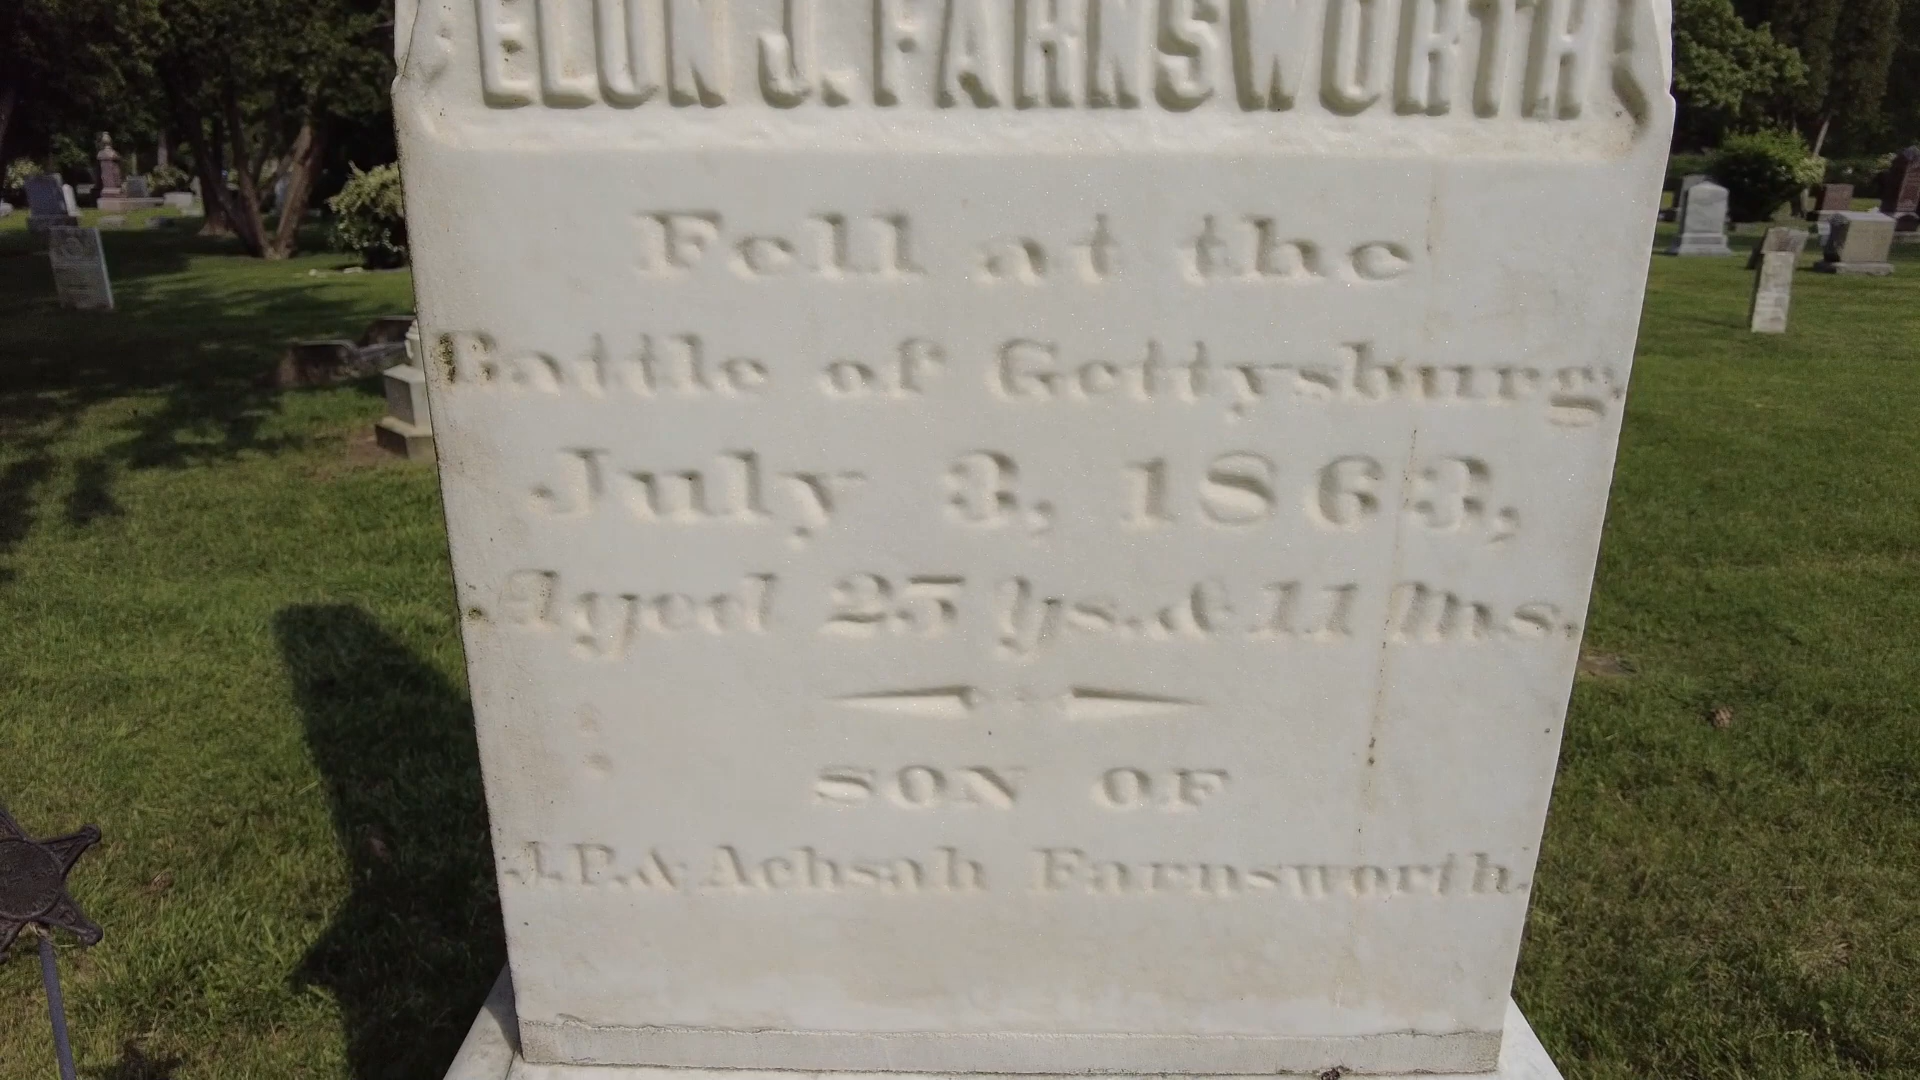 ELON J. FARNSWORTH
Fell at the
Battle of Gettysburg,
July 3, 1863,
Aged 25 ys. & 11 ms.
SON OF
J.P. & Achsah Farnsworth.